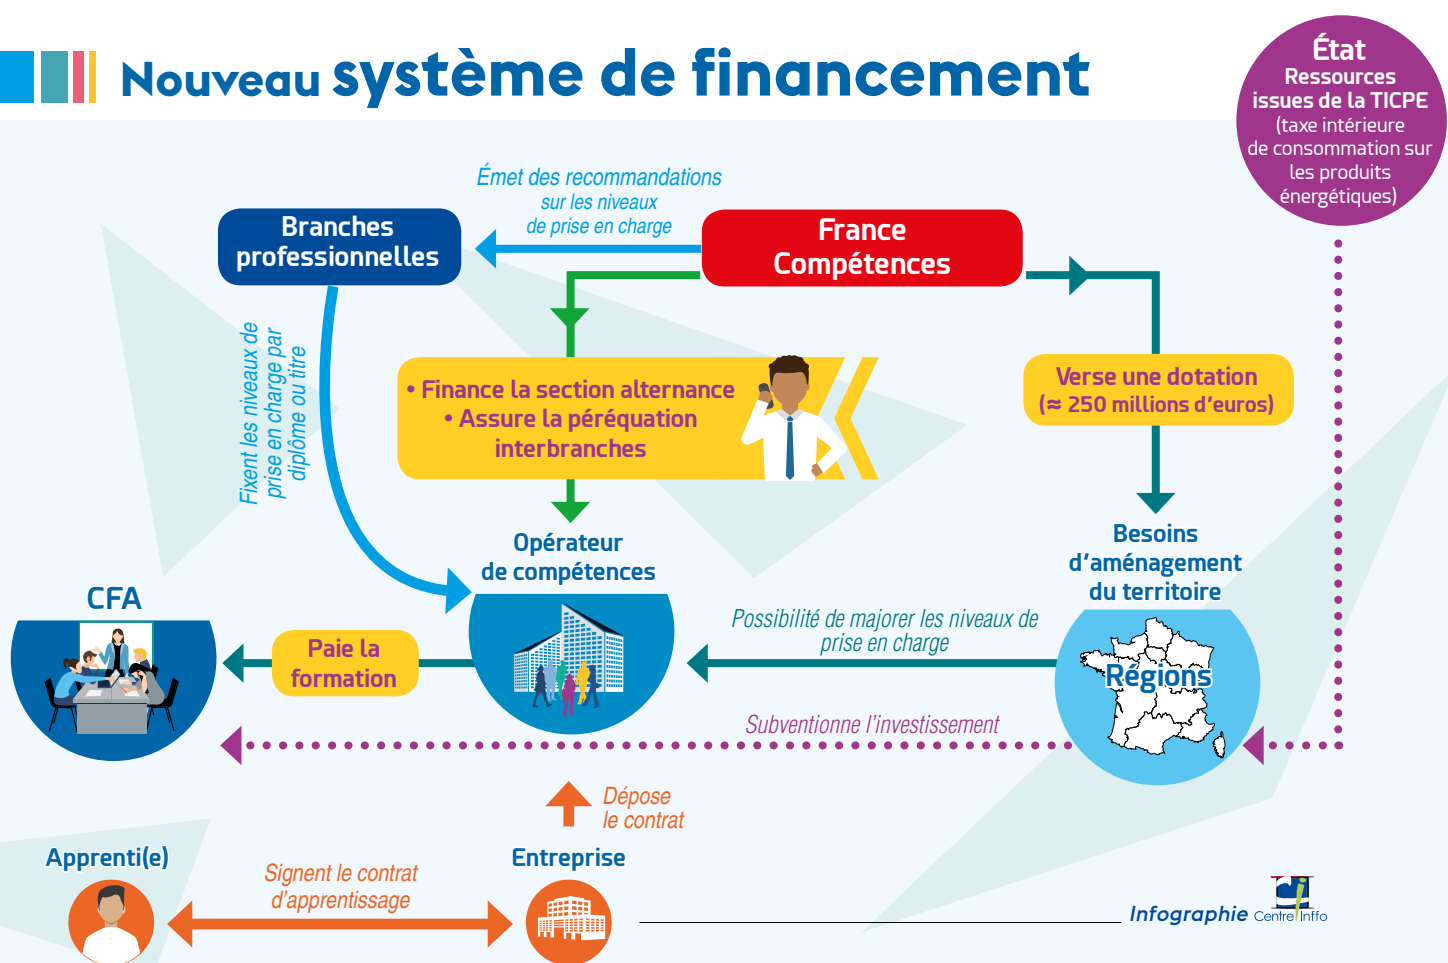 Nouveau système de financement
État
Ressources
issues de la TICPE
(taxe intérieure
de consommation sur
les produits
énergétiques)
Émet des recommandations
sur les niveaux
de prise en charge
Branches
professionnelles
France
Compétences
Fixent les niveaux de
prise en charge par
diplôme ou titre
• Finance la section alternance
• Assure la péréquation
interbranches
Verse une dotation
(≈ 250 millions d'euros)
Opérateur
de compétences
Besoins
d'aménagement
du territoire
CFA
Paie la
formation
Possibilité de majorer les niveaux de
prise en charge
Régions
Subventionne l'investissement
Dépose
le contrat
Apprenti(e)
Signent le contrat
d'apprentissage
Entreprise
Infographie Centre Inffo